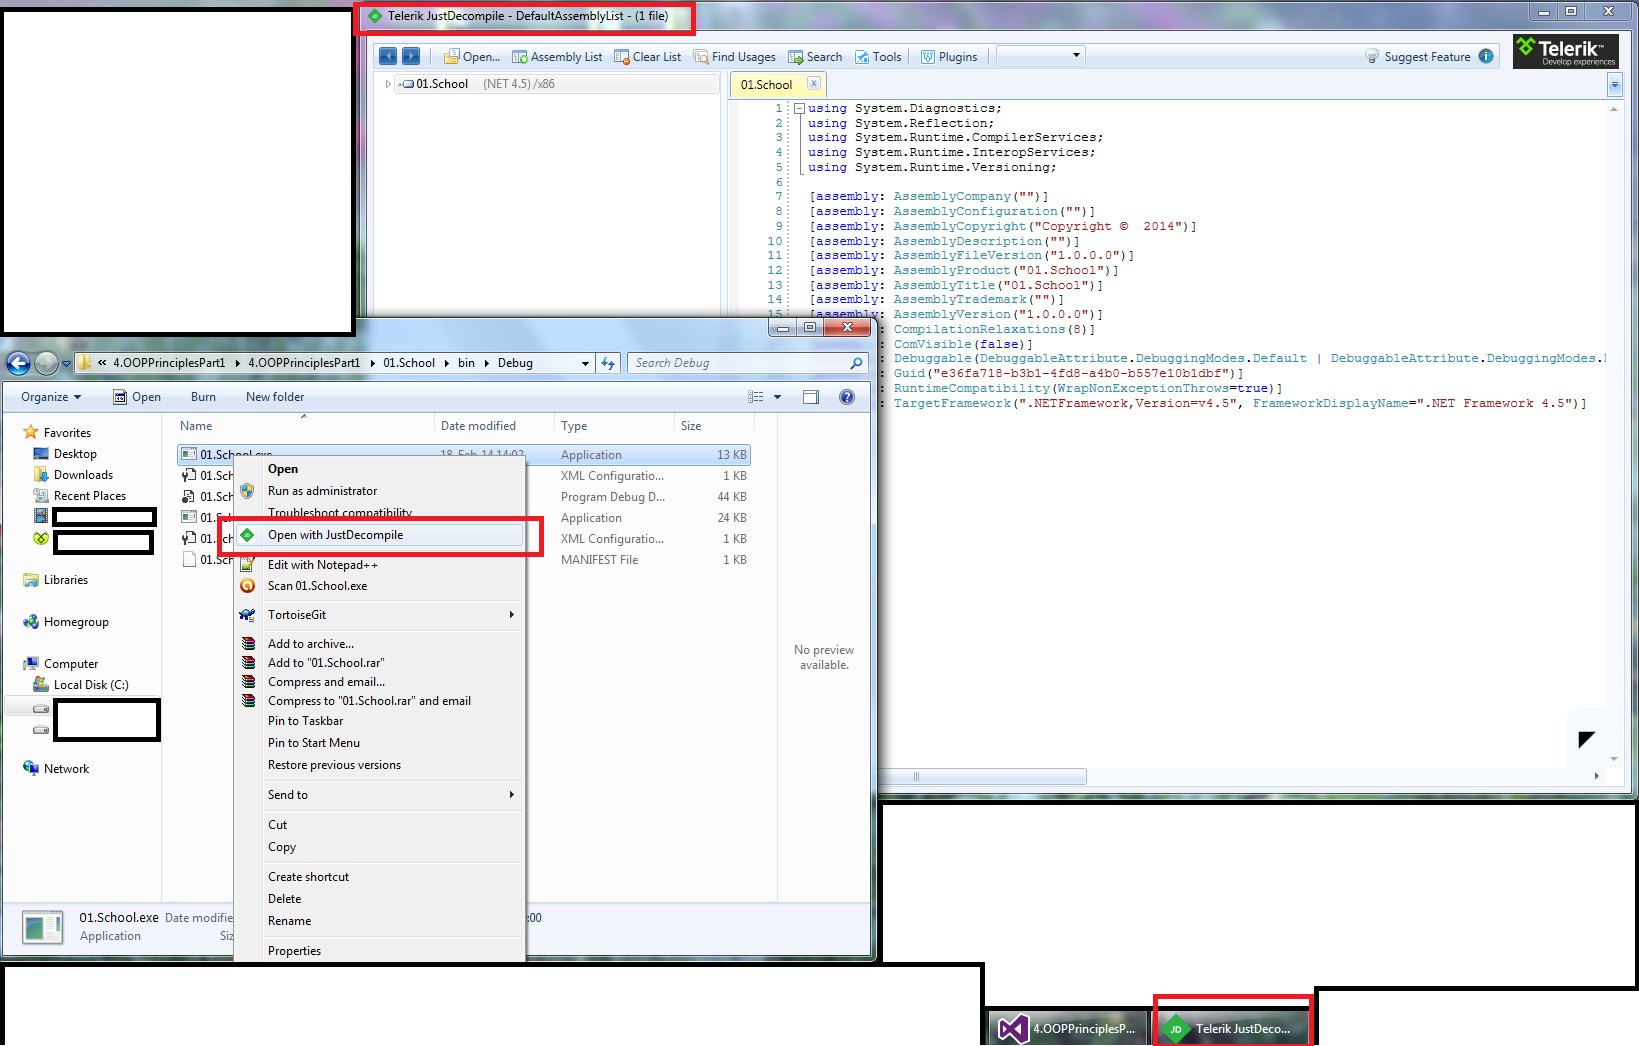 Telerik JustDecompile - DefaultAssemblyList - (1 file)
Open... Assembly List Clear List Find Usages Search Tools Plugins Suggest Feature
Telerik™
Develop experiences
01.School (NET 4.5) /x86
01.School
1 using System.Diagnostics;
2 using System.Reflection;
3 using System.Runtime.CompilerServices;
4 using System.Runtime.InteropServices;
5 using System.Runtime.Versioning;
6
7 [assembly: AssemblyCompany("")]
8 [assembly: AssemblyConfiguration("")]
9 [assembly: AssemblyCopyright("Copyright ©  2014")]
10 [assembly: AssemblyDescription("")]
11 [assembly: AssemblyFileVersion("1.0.0.0")]
12 [assembly: AssemblyProduct("01.School")]
13 [assembly: AssemblyTitle("01.School")]
14 [assembly: AssemblyTrademark("")]
15 [assembly: AssemblyVersion("1.0.0.0")]
: CompilationRelaxations(8)]
: ComVisible(false)]
: Debuggable(DebuggableAttribute.DebuggingModes.Default | DebuggableAttribute.DebuggingModes.
: Guid("e36fa718-b3b1-4fd8-a4b0-b557e10b1dbf")]
: RuntimeCompatibility(WrapNonExceptionThrows=true)]
: TargetFramework(".NETFramework,Version=v4.5", FrameworkDisplayName=".NET Framework 4.5")]
« 4.OOPPrinciplesPart1 4.OOPPrinciplesPart1 01.School bin Debug Search Debug
Organize Open Burn New folder
Name Date modified Type Size
Favorites
Desktop
Downloads
Recent Places
Libraries
Homegroup
Computer
Local Disk (C:)
Network
01.School.exe 18-Feb-14 14:02 Application 13 KB
01.Sch XML Configuratio... 1 KB
01.Sch Program Debug D... 44 KB
01.Sch Application 24 KB
01.Sch XML Configuratio... 1 KB
01.Sch MANIFEST File 1 KB
Open
Run as administrator
Troubleshoot compatibility
Open with JustDecompile
Edit with Notepad++
Scan 01.School.exe
TortoiseGit
Add to archive...
Add to "01.School.rar"
Compress and email...
Compress to "01.School.rar" and email
Pin to Taskbar
Pin to Start Menu
Restore previous versions
Send to
Cut
Copy
Create shortcut
Delete
Rename
Properties
No preview
available.
01.School.exe Date modifie :00
Application Siz
4.OOPPrinciplesP...
JD Telerik JustDeco...